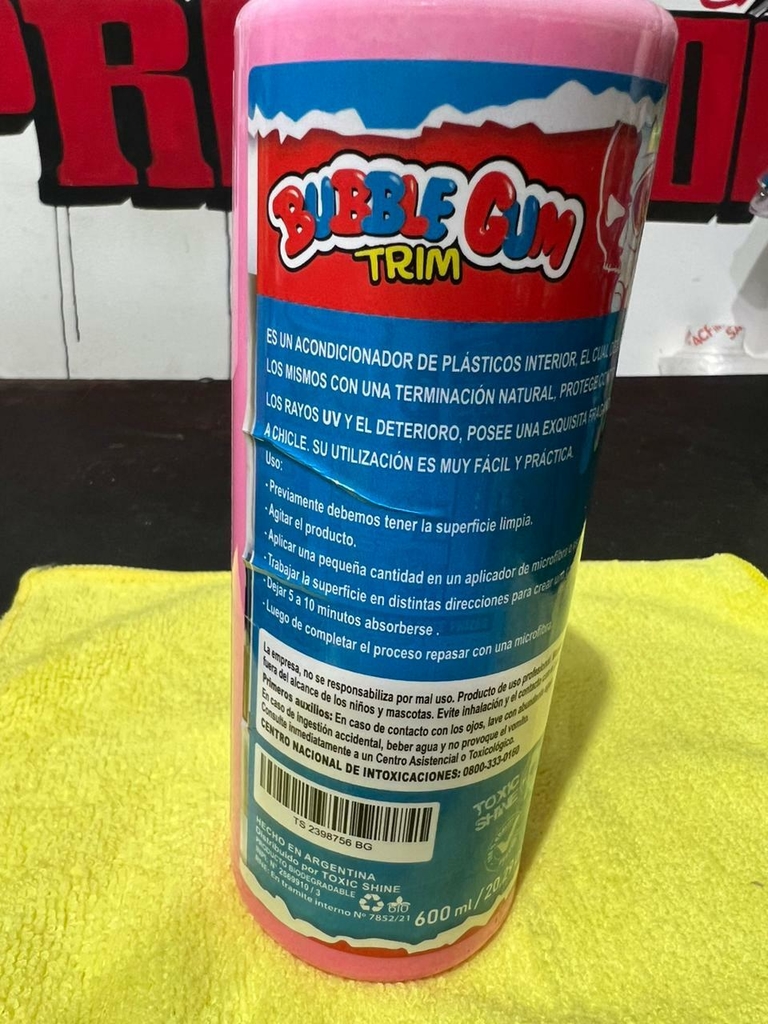 BUBBLE GUM
TRIM
ES UN ACONDICIONADOR DE PLÁSTICOS INTERIOR, EL CUAL
LOS MISMOS CON UNA TERMINACIÓN NATURAL, PROTEGE
LOS RAYOS UV Y EL DETERIORO, POSEE UNA EXQUISITA
A CHICLE. SU UTILIZACIÓN ES MUY FÁCIL Y PRÁCTICA.
Uso:
- Previamente debemos tener la superficie limpia.
- Agitar el producto.
- Aplicar una pequeña cantidad en un aplicador de microfibra
- Trabajar la superficie en distintas direcciones para crear
- Dejar 5 a 10 minutos absorberse .
- Luego de completar el proceso repasar con una microfibra
La empresa, no se responsabiliza por mal uso. Producto de uso profesional
fuera del alcance de los niños y mascotas. Evite inhalación y el contacto
Primeros auxilios: En caso de contacto con los ojos, lave con abundante
En caso de ingestión accidental, beber agua y no provoque el vomito.
Consulte inmediatamente a un Centro Asistencial o Toxicológico.
CENTRO NACIONAL DE INTOXICACIONES: 0800-333-0160
TS 2398756 BG
TOXIC
SHINE
HECHO EN ARGENTINA
Distribuido por TOXIC SHINE
PRODUCTO BIODEGRADABLE
En tramite interno Nº 7852/21
BIO
600 ml /